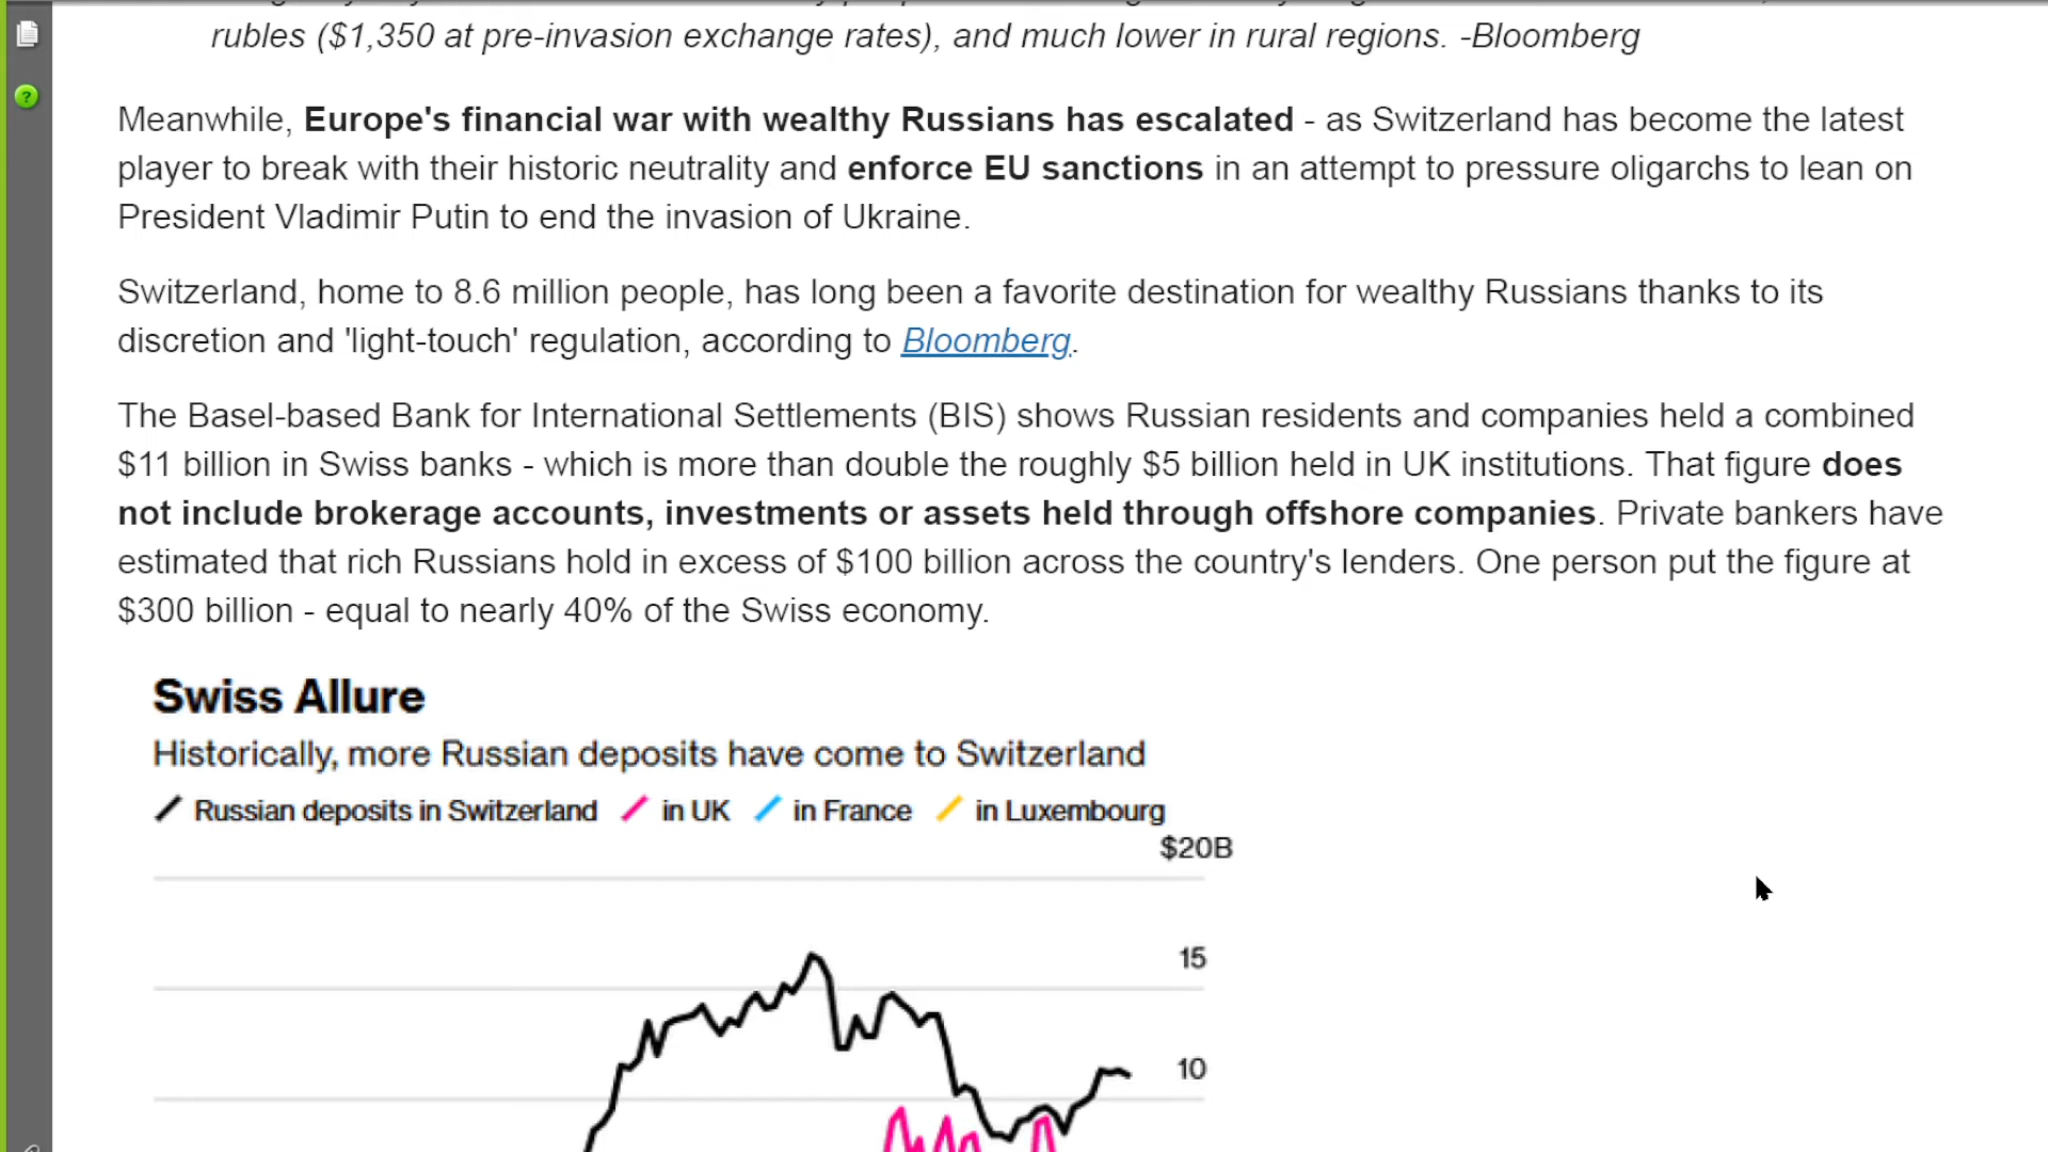 rubles ($1,350 at pre-invasion exchange rates), and much lower in rural regions. -Bloomberg
Meanwhile, Europe's financial war with wealthy Russians has escalated - as Switzerland has become the latest
player to break with their historic neutrality and enforce EU sanctions in an attempt to pressure oligarchs to lean on
President Vladimir Putin to end the invasion of Ukraine.
Switzerland, home to 8.6 million people, has long been a favorite destination for wealthy Russians thanks to its
discretion and 'light-touch' regulation, according to Bloomberg.
The Basel-based Bank for International Settlements (BIS) shows Russian residents and companies held a combined
$11 billion in Swiss banks - which is more than double the roughly $5 billion held in UK institutions. That figure does
not include brokerage accounts, investments or assets held through offshore companies. Private bankers have
estimated that rich Russians hold in excess of $100 billion across the country's lenders. One person put the figure at
$300 billion - equal to nearly 40% of the Swiss economy.
Swiss Allure
Historically, more Russian deposits have come to Switzerland
Russian deposits in Switzerland in UK in France in Luxembourg
$20B
15
10